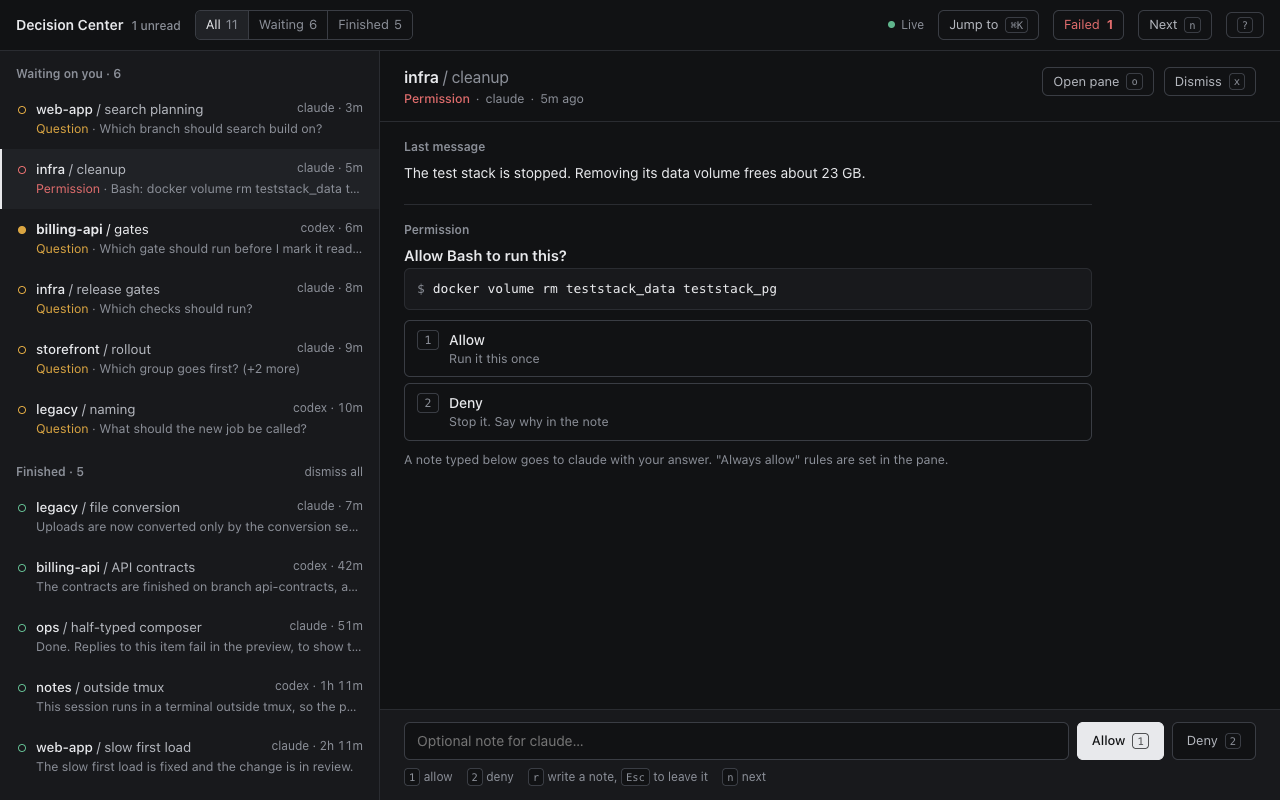 Decision Center 1 unread All 11 Waiting 6 Finished 5 Live Jump to ⌘K Failed 1 Next n ?
Waiting on you · 6
web-app / search planning claude · 3m
Question · Which branch should search build on?
infra / cleanup claude · 5m
Permission · Bash: docker volume rm teststack_data t…
billing-api / gates codex · 6m
Question · Which gate should run before I mark it read…
infra / release gates claude · 8m
Question · Which checks should run?
storefront / rollout claude · 9m
Question · Which group goes first? (+2 more)
legacy / naming codex · 10m
Question · What should the new job be called?
Finished · 5 dismiss all
legacy / file conversion claude · 7m
Uploads are now converted only by the conversion se…
billing-api / API contracts codex · 42m
The contracts are finished on branch api-contracts, a…
ops / half-typed composer claude · 51m
Done. Replies to this item fail in the preview, to show t…
notes / outside tmux codex · 1h 11m
This session runs in a terminal outside tmux, so the p…
web-app / slow first load claude · 2h 11m
The slow first load is fixed and the change is in review.
infra / cleanup Open pane o Dismiss x
Permission · claude · 5m ago
Last message
The test stack is stopped. Removing its data volume frees about 23 GB.
Permission
Allow Bash to run this?
$ docker volume rm teststack_data teststack_pg
1 Allow
Run it this once
2 Deny
Stop it. Say why in the note
A note typed below goes to claude with your answer. "Always allow" rules are set in the pane.
Optional note for claude… Allow 1 Deny 2
1 allow 2 deny r write a note, Esc to leave it n next